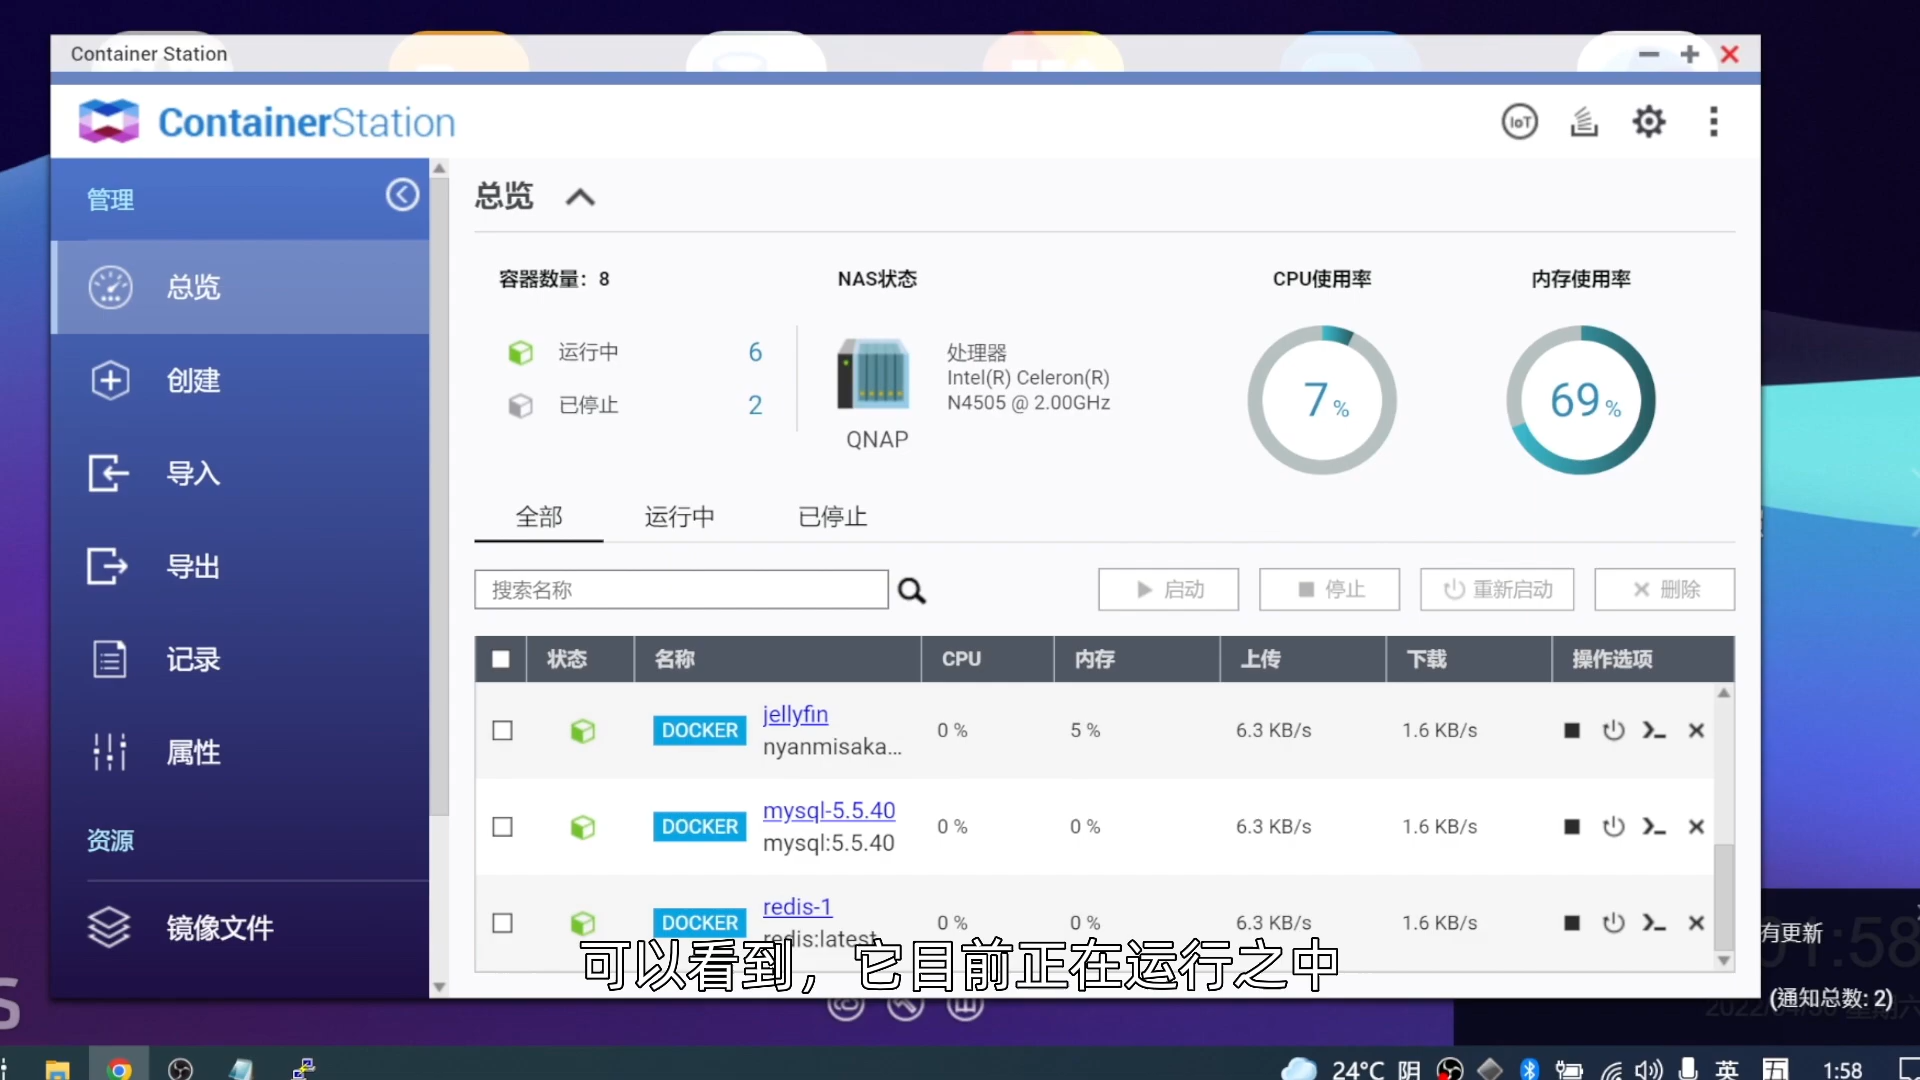 Container Station
ContainerStation
IoT
管理
总览
创建
导入
导出
记录
属性
资源
镜像文件
总览
容器数量：8
NAS状态
CPU使用率
内存使用率
运行中 6
已停止 2
处理器
Intel(R) Celeron(R)
N4505 @ 2.00GHz
QNAP
7%
69%
全部 运行中 已停止
搜索名称
启动 停止 重新启动 删除
状态 名称 CPU 内存 上传 下载 操作选项
DOCKER jellyfin 0 % 5 % 6.3 KB/s 1.6 KB/s
nyanmisaka...
DOCKER mysql-5.5.40 0 % 0 % 6.3 KB/s 1.6 KB/s
mysql:5.5.40
DOCKER redis-1 0 % 0 % 6.3 KB/s 1.6 KB/s
redis:latest
可以看到，它目前正在运行之中
有更新
(通知总数: 2)
24°C 阴 英 五 1:58